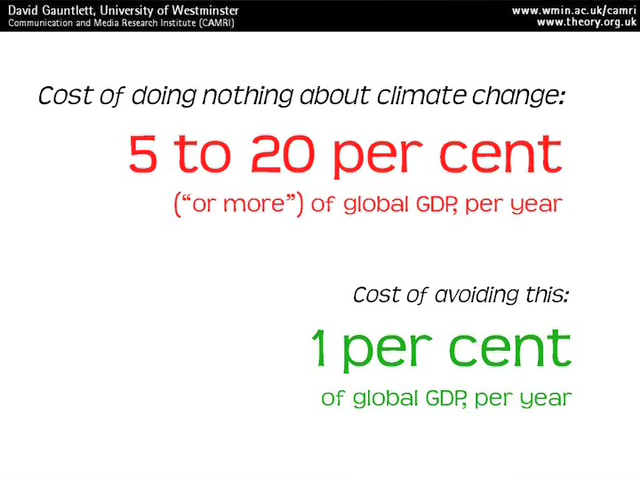 David Gauntlett, University of Westminster
Communication and Media Research Institute (CAMRI)
www.wmin.ac.uk/camri
www.theory.org.uk
Cost of doing nothing about climate change:
5 to 20 per cent
(“or more”) of global GDP, per year
Cost of avoiding this:
1 per cent
of global GDP, per year